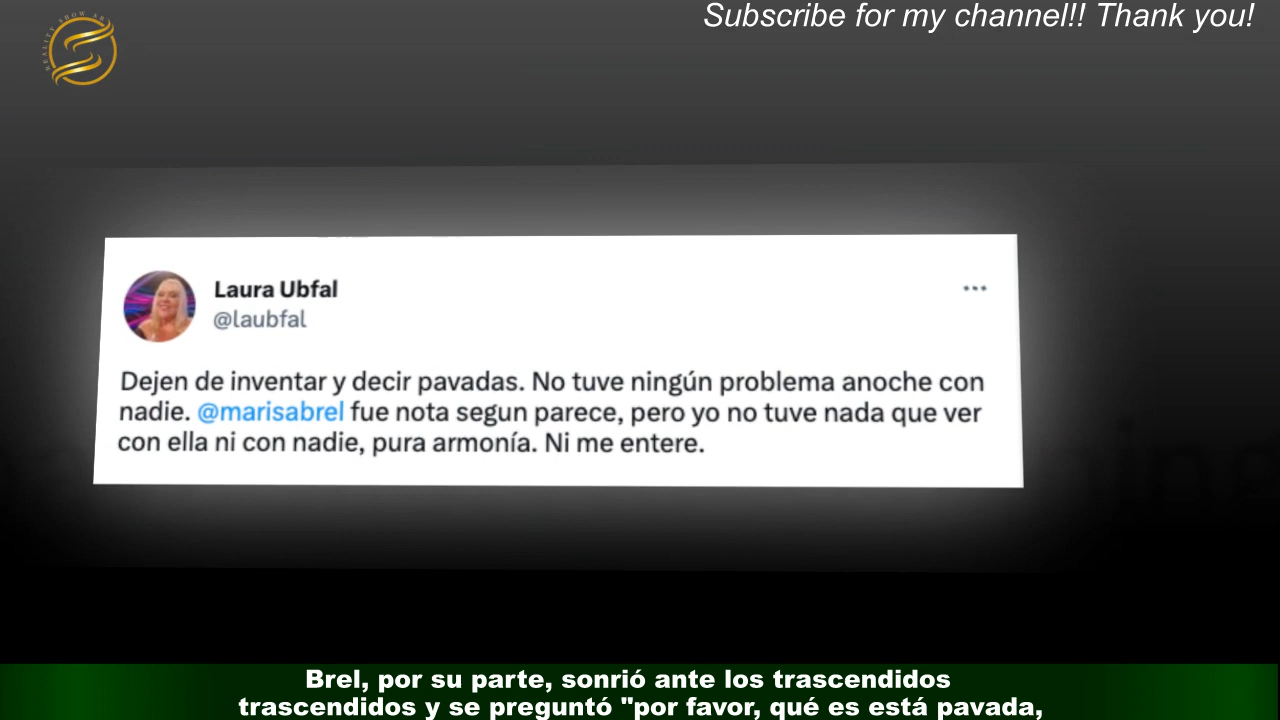 Subscribe for my channel!! Thank you!
Laura Ubfal
@laubfal
Dejen de inventar y decir pavadas. No tuve ningún problema anoche con
nadie. @marisabrel fue nota segun parece, pero yo no tuve nada que ver
con ella ni con nadie, pura armonía. Ni me entere.
Brel, por su parte, sonrió ante los trascendidos
trascendidos y se preguntó "por favor, qué es está pavada,